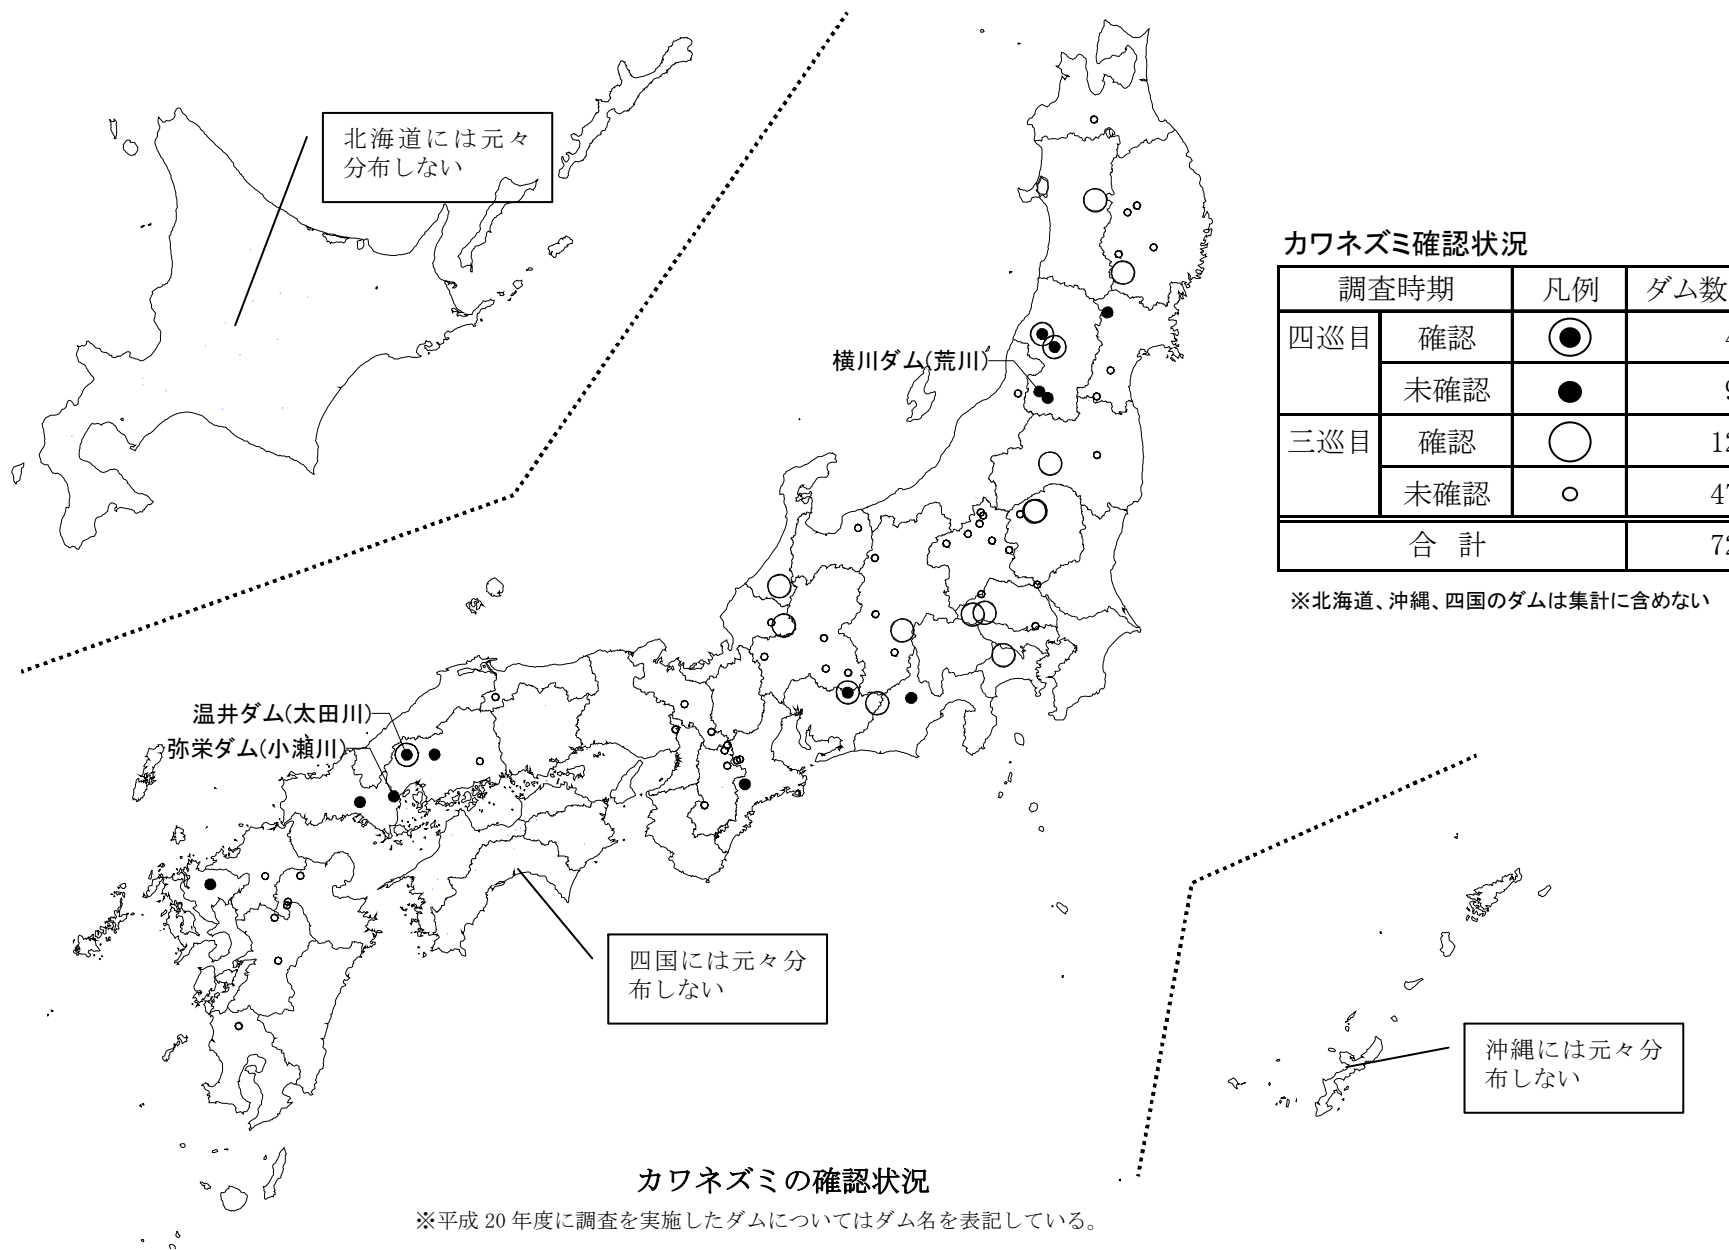 北海道には元々
分布しない
カワネズミ確認状況
調査時期 凡例 ダム数
四巡目 確認 4
未確認 9
三巡目 確認 12
未確認 47
合 計 72
※北海道、沖縄、四国のダムは集計に含めない
横川ダム(荒川)
温井ダム(太田川)
弥栄ダム(小瀬川)
四国には元々分
布しない
沖縄には元々分
布しない
カワネズミの確認状況
※平成 20 年度に調査を実施したダムについてはダム名を表記している。